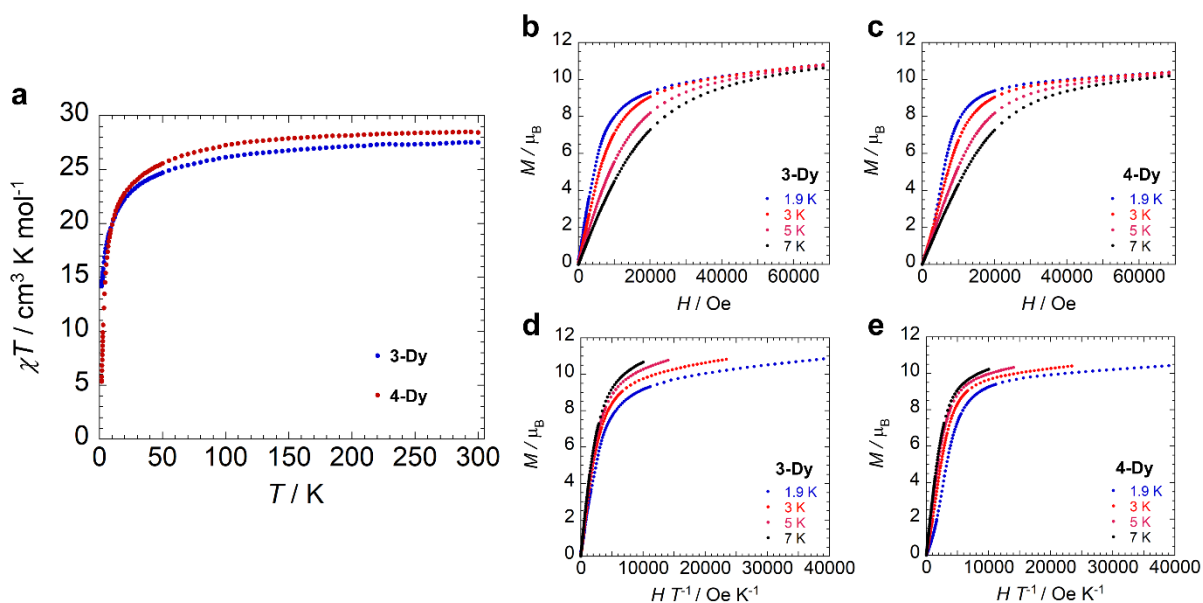 a
30
25
20
15
10
5
0
χT / cm³ K mol⁻¹
3-Dy
4-Dy
0 50 100 150 200 250 300
T / K
b
12
10
8
6
4
2
0
M / μB
3-Dy
1.9 K
3 K
5 K
7 K
0 20000 40000 60000
H / Oe
c
12
10
8
6
4
2
0
M / μB
4-Dy
1.9 K
3 K
5 K
7 K
0 20000 40000 60000
H / Oe
d
12
10
8
6
4
2
0
M / μB
3-Dy
1.9 K
3 K
5 K
7 K
0 10000 20000 30000 40000
H T⁻¹ / Oe K⁻¹
e
12
10
8
6
4
2
0
M / μB
4-Dy
1.9 K
3 K
5 K
7 K
0 10000 20000 30000 40000
H T⁻¹ / Oe K⁻¹